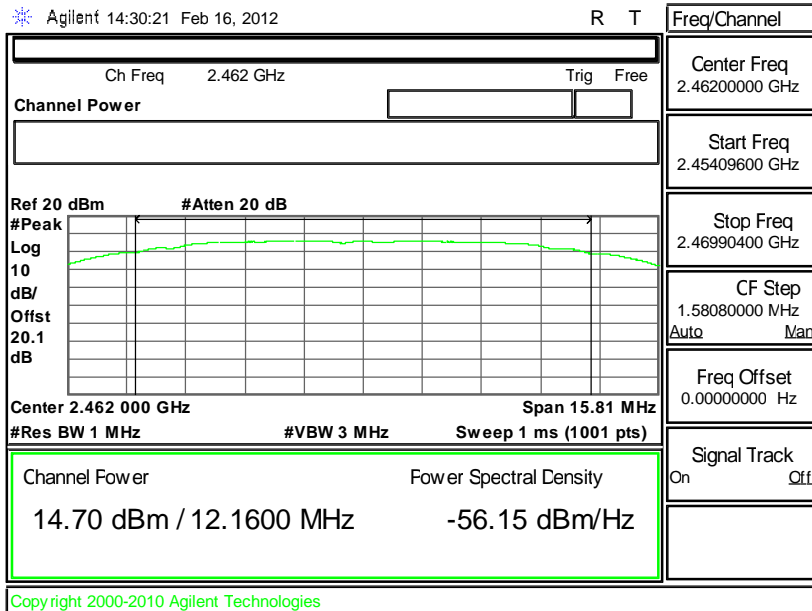 Agilent 14:30:21 Feb 16, 2012 R T Freq/Channel
Ch Freq 2.462 GHz Trig Free
Channel Power
Center Freq
2.46200000 GHz
Start Freq
2.45409600 GHz
Stop Freq
2.46990400 GHz
CF Step
1.58080000 MHz
Auto Man
Freq Offset
0.00000000 Hz
Signal Track
On Off
Ref 20 dBm #Atten 20 dB
#Peak
Log
10
dB/
Offst
20.1
dB
Center 2.462 000 GHz Span 15.81 MHz
#Res BW 1 MHz #VBW 3 MHz Sweep 1 ms (1001 pts)
Channel Power Power Spectral Density
14.70 dBm / 12.1600 MHz -56.15 dBm/Hz
Copyright 2000-2010 Agilent Technologies